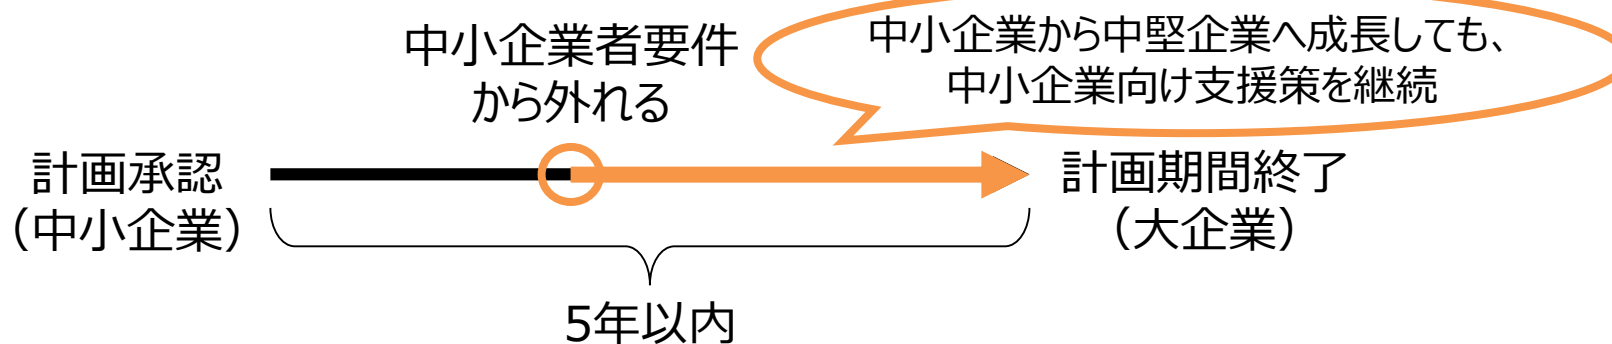 中小企業者要件
から外れる
中小企業から中堅企業へ成長しても、
中小企業向け支援策を継続
計画承認
（中小企業）
計画期間終了
（大企業）
5年以内